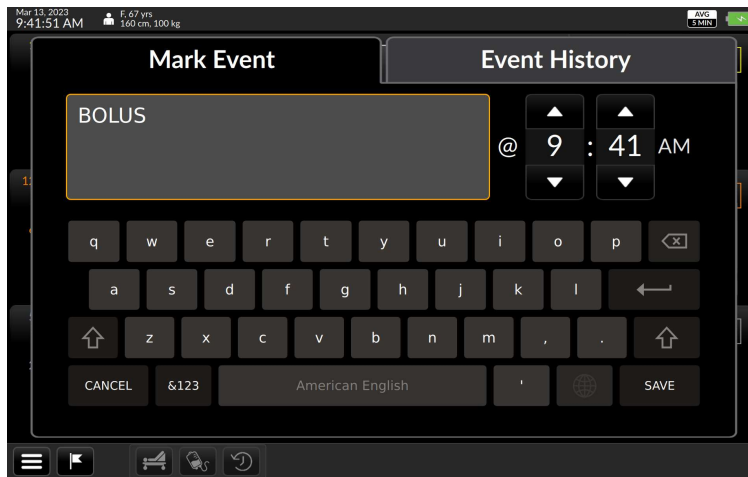 Mar 13, 2023
9:41:51 AM
F, 67 yrs
160 cm, 100 kg
AVG
5 MIN
Mark Event
Event History
BOLUS
@ 9 : 41 AM
q w e r t y u i o p
a s d f g h j k l
z x c v b n m , .
CANCEL &123 American English ' SAVE